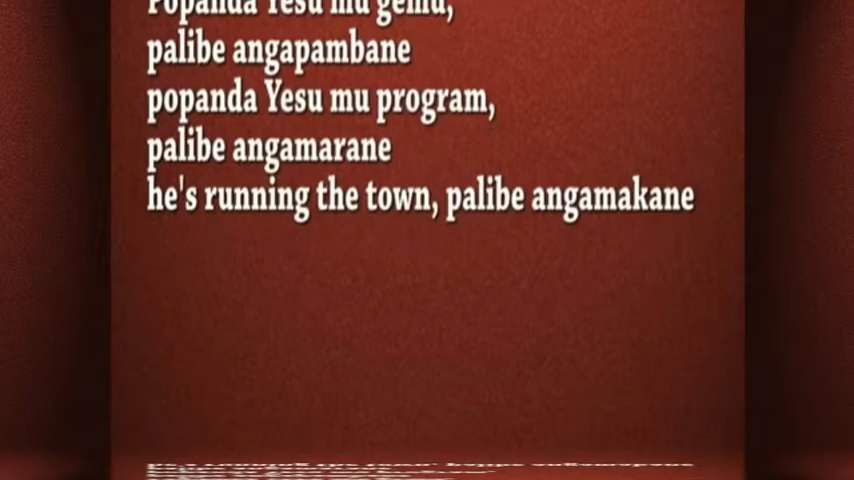 Popanda Yesu mu gemu,
palibe angapambane
popanda Yesu mu program,
palibe angamarane
he's running the town, palibe angamakane